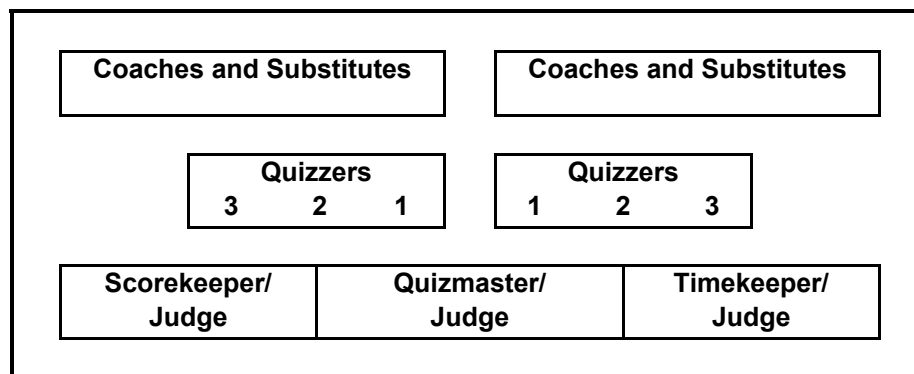 Coaches and Substitutes
Coaches and Substitutes
Quizzers
3 2 1
Quizzers
1 2 3
Scorekeeper/
Judge
Quizmaster/
Judge
Timekeeper/
Judge